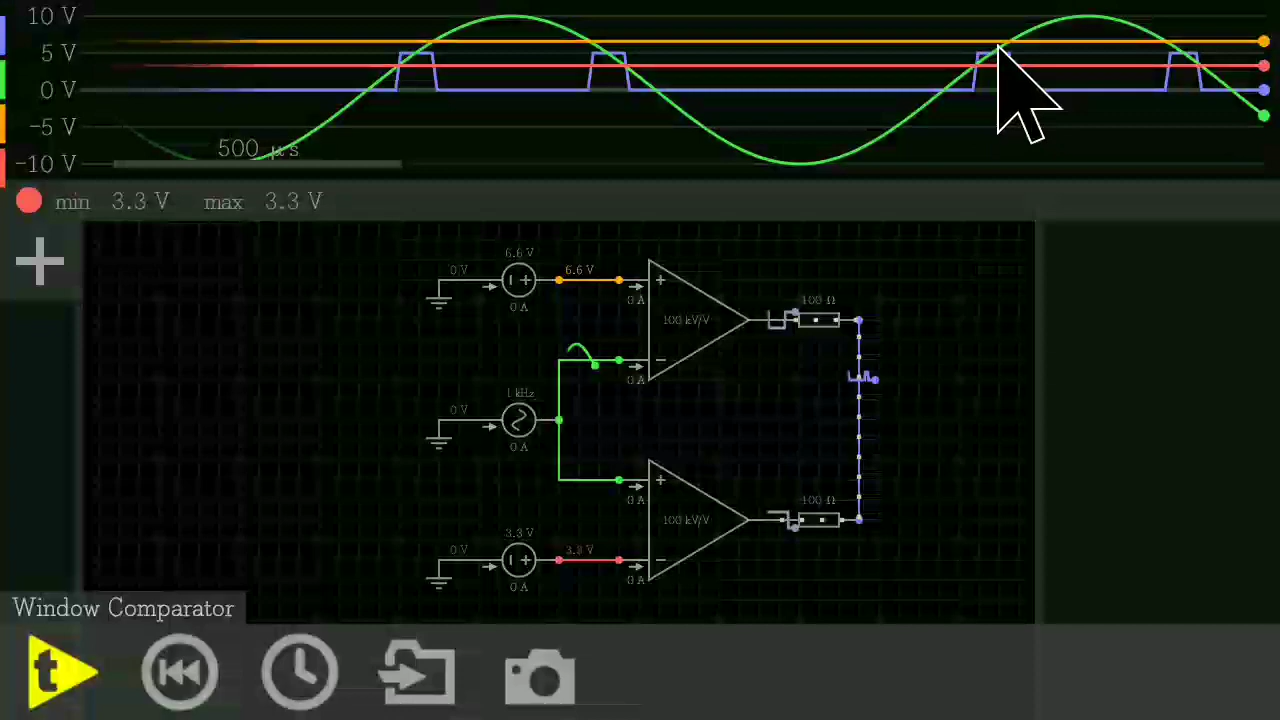 10 V
5 V
0 V
−5 V
−10 V
500 µs
min 3.3 V max 3.3 V
6.6 V
0 V
6.6 V
0 A
0 A
+
100 kV/V
−
0 A
100 Ω
1 kHz
0 V
0 A
+
0 A
100 kV/V
100 Ω
3.3 V
0 V
3.3 V
−
0 A
0 A
Window Comparator
t